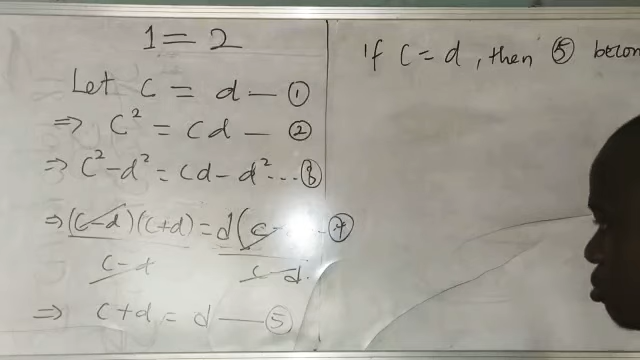 1 = 2
Let c = d — ①
⇒ c² = cd — ②
⇒ c² - d² = cd - d² ... ③
⇒ (c-d)(c+d) = d(c- ④
c-d c-d
⇒ c+d = d — ⑤
If c = d, then ⑤ becom